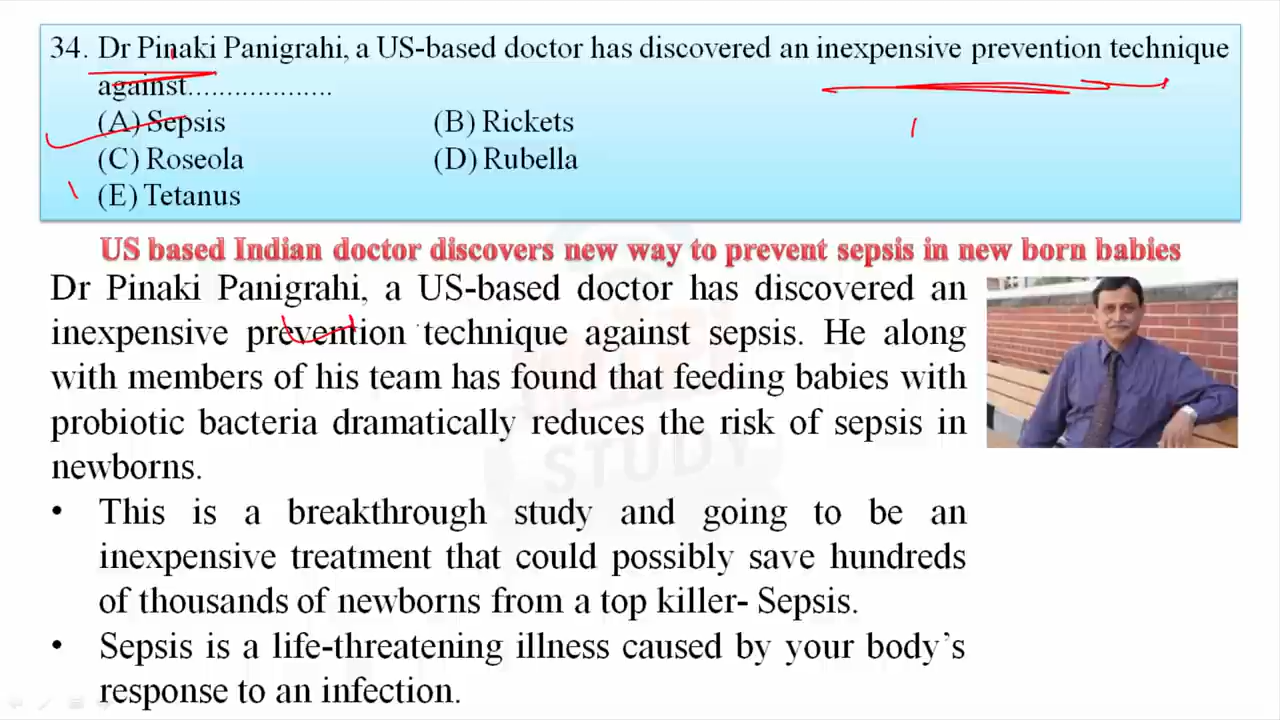 34. Dr Pinaki Panigrahi, a US-based doctor has discovered an inexpensive prevention technique
against...................
(A) Sepsis (B) Rickets
(C) Roseola (D) Rubella
(E) Tetanus
US based Indian doctor discovers new way to prevent sepsis in new born babies
Dr Pinaki Panigrahi, a US-based doctor has discovered an
inexpensive prevention technique against sepsis. He along
with members of his team has found that feeding babies with
probiotic bacteria dramatically reduces the risk of sepsis in
newborns.
• This is a breakthrough study and going to be an
inexpensive treatment that could possibly save hundreds
of thousands of newborns from a top killer- Sepsis.
• Sepsis is a life-threatening illness caused by your body’s
response to an infection.
STUDY